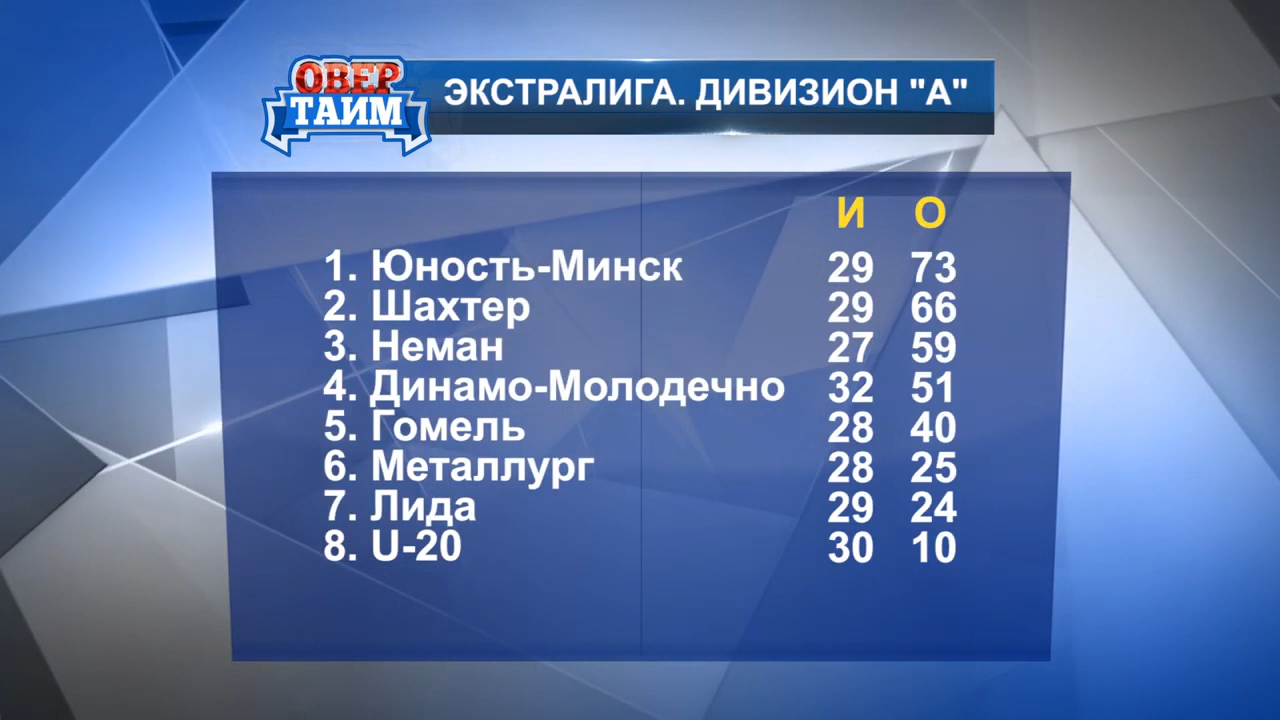 ОВЕР
ТАЙМ
ЭКСТРАЛИГА. ДИВИЗИОН "А"
И О
1. Юность-Минск 29 73
2. Шахтер 29 66
3. Неман 27 59
4. Динамо-Молодечно 32 51
5. Гомель 28 40
6. Металлург 28 25
7. Лида 29 24
8. U-20 30 10